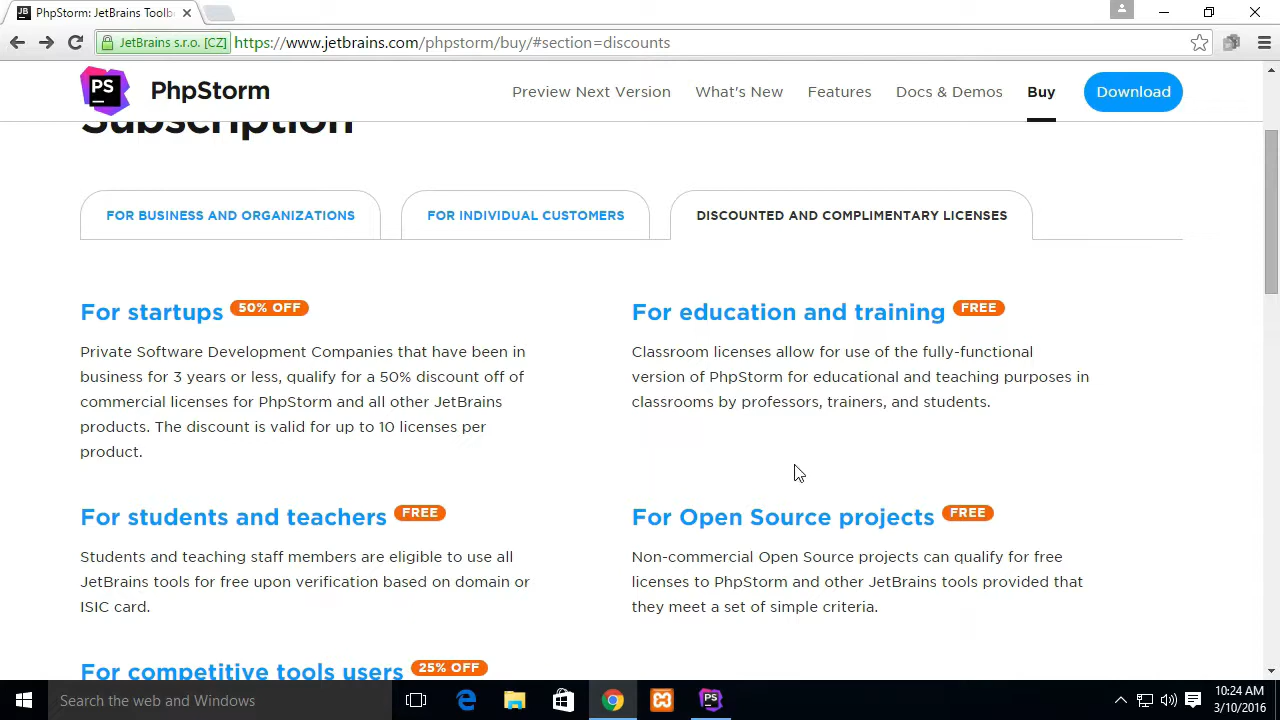 PhpStorm: JetBrains Toolb
JetBrains s.r.o. [CZ]
https://www.jetbrains.com/phpstorm/buy/#section=discounts
PS
PhpStorm
Preview Next Version
What's New
Features
Docs & Demos
Buy
Download
Subscription
FOR BUSINESS AND ORGANIZATIONS
FOR INDIVIDUAL CUSTOMERS
DISCOUNTED AND COMPLIMENTARY LICENSES
For startups 50% OFF
Private Software Development Companies that have been in
business for 3 years or less, qualify for a 50% discount off of
commercial licenses for PhpStorm and all other JetBrains
products. The discount is valid for up to 10 licenses per
product.
For education and training FREE
Classroom licenses allow for use of the fully-functional
version of PhpStorm for educational and teaching purposes in
classrooms by professors, trainers, and students.
For students and teachers FREE
Students and teaching staff members are eligible to use all
JetBrains tools for free upon verification based on domain or
ISIC card.
For Open Source projects FREE
Non-commercial Open Source projects can qualify for free
licenses to PhpStorm and other JetBrains tools provided that
they meet a set of simple criteria.
For competitive tools users 25% OFF
Search the web and Windows
PS
10:24 AM
3/10/2016